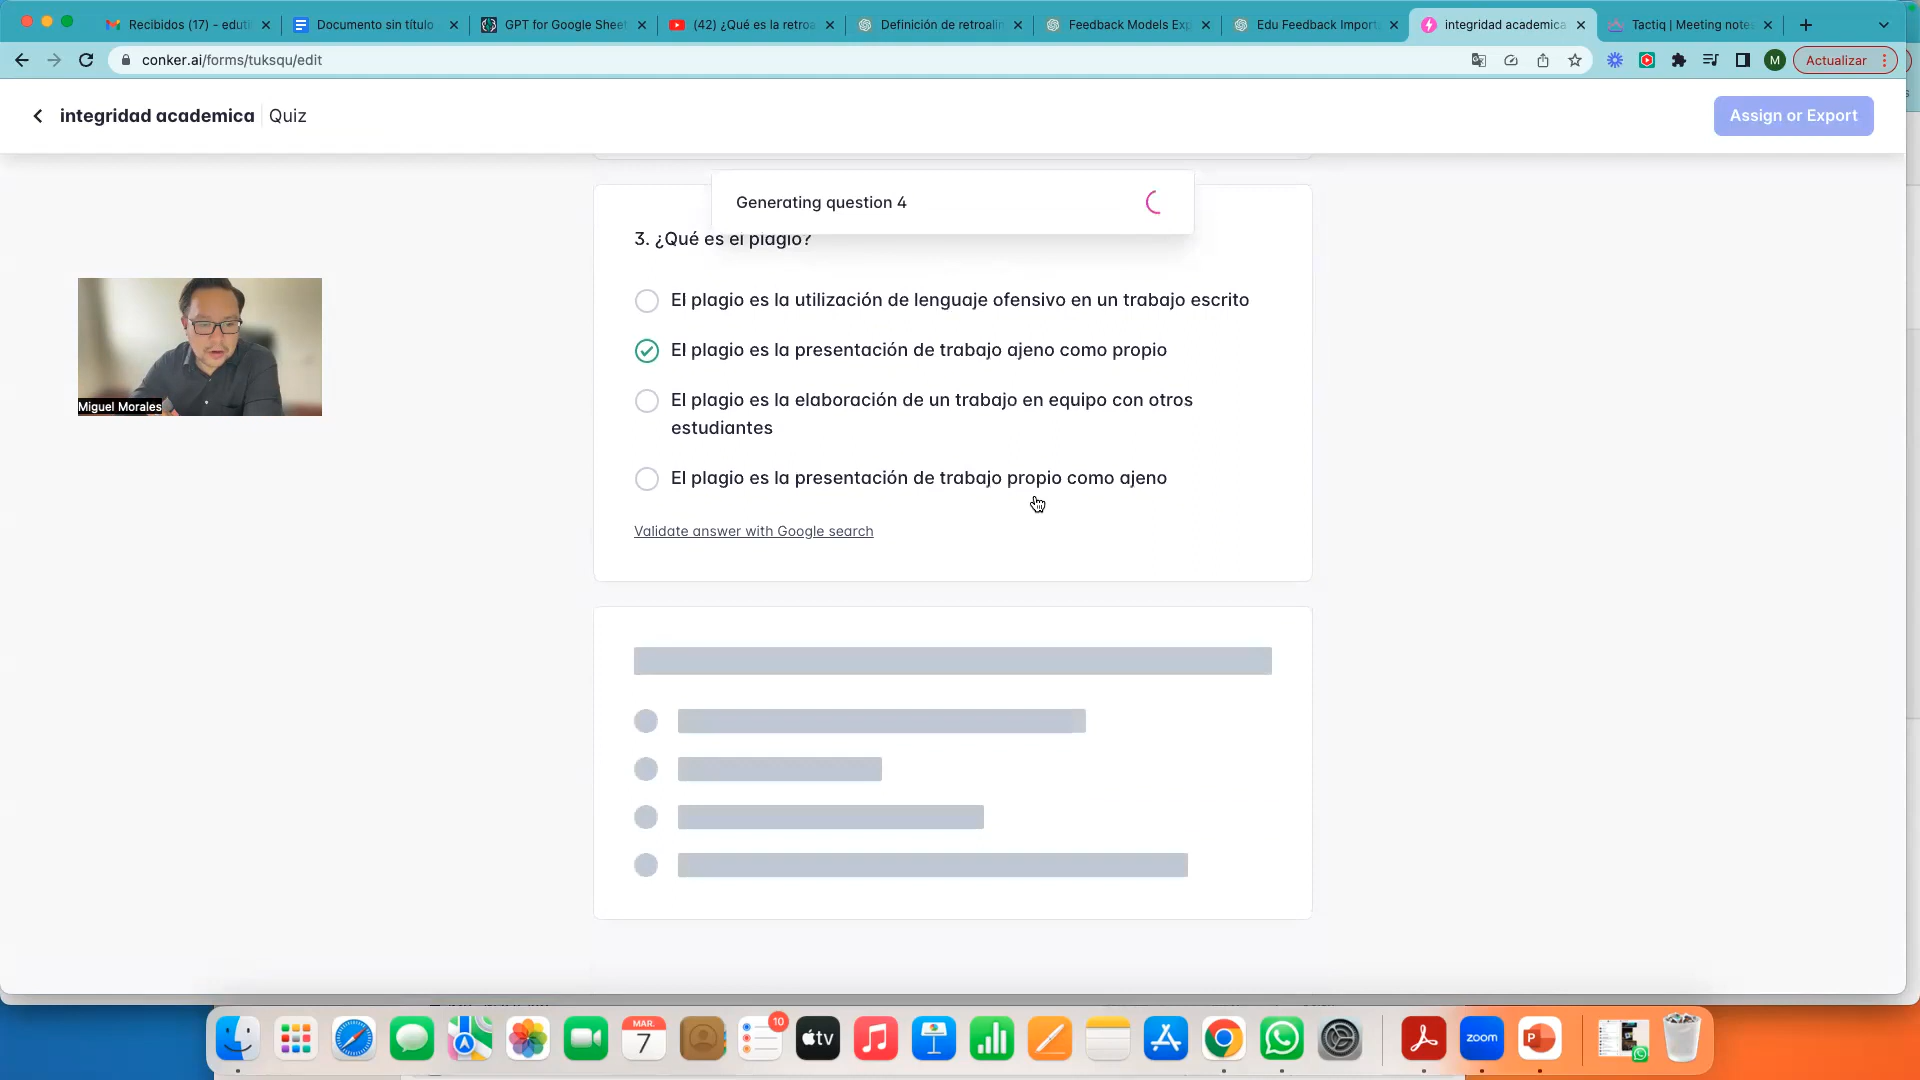 Recibidos (17) - eduti
Documento sin título
GPT for Google Sheet
(42) ¿Qué es la retroa
Definición de retroalin
Feedback Models Exp
Edu Feedback Import
integridad academica
Tactiq | Meeting note
conker.ai/forms/tuksqu/edit
M
Actualizar
integridad academica
Quiz
Assign or Export
Generating question 4
3. ¿Qué es el plagio?
El plagio es la utilización de lenguaje ofensivo en un trabajo escrito
El plagio es la presentación de trabajo ajeno como propio
El plagio es la elaboración de un trabajo en equipo con otros
estudiantes
El plagio es la presentación de trabajo propio como ajeno
Validate answer with Google search
Miguel Morales
MAR.
7
10
tv
zoom
P